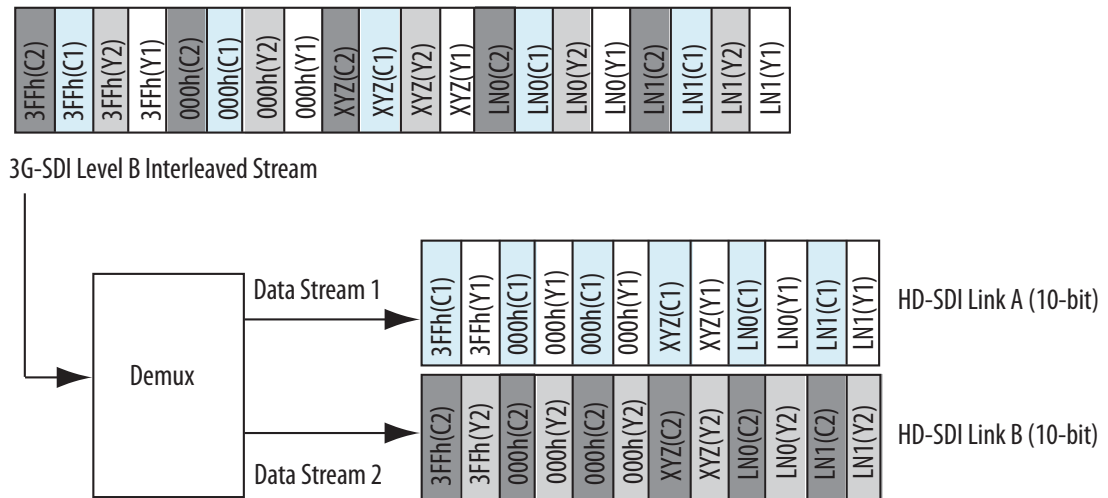 3FFh(C2) 3FFh(C1) 3FFh(Y2) 3FFh(Y1) 000h(C2) 000h(C1) 000h(Y2) 000h(Y1) XYZ(C2) XYZ(C1) XYZ(Y2) XYZ(Y1) LN0(C2) LN0(C1) LN0(Y2) LN0(Y1) LN1(C2) LN1(C1) LN1(Y2) LN1(Y1)
3G-SDI Level B Interleaved Stream
Demux
Data Stream 1
3FFh(C1) 3FFh(Y1) 000h(C1) 000h(Y1) 000h(C1) 000h(Y1) XYZ(C1) XYZ(Y1) LN0(C1) LN0(Y1) LN1(C1) LN1(Y1)
HD-SDI Link A (10-bit)
Data Stream 2
3FFh(C2) 3FFh(Y2) 000h(C2) 000h(Y2) 000h(C2) 000h(Y2) XYZ(C2) XYZ(Y2) LN0(C2) LN0(Y2) LN1(C2) LN1(Y2)
HD-SDI Link B (10-bit)